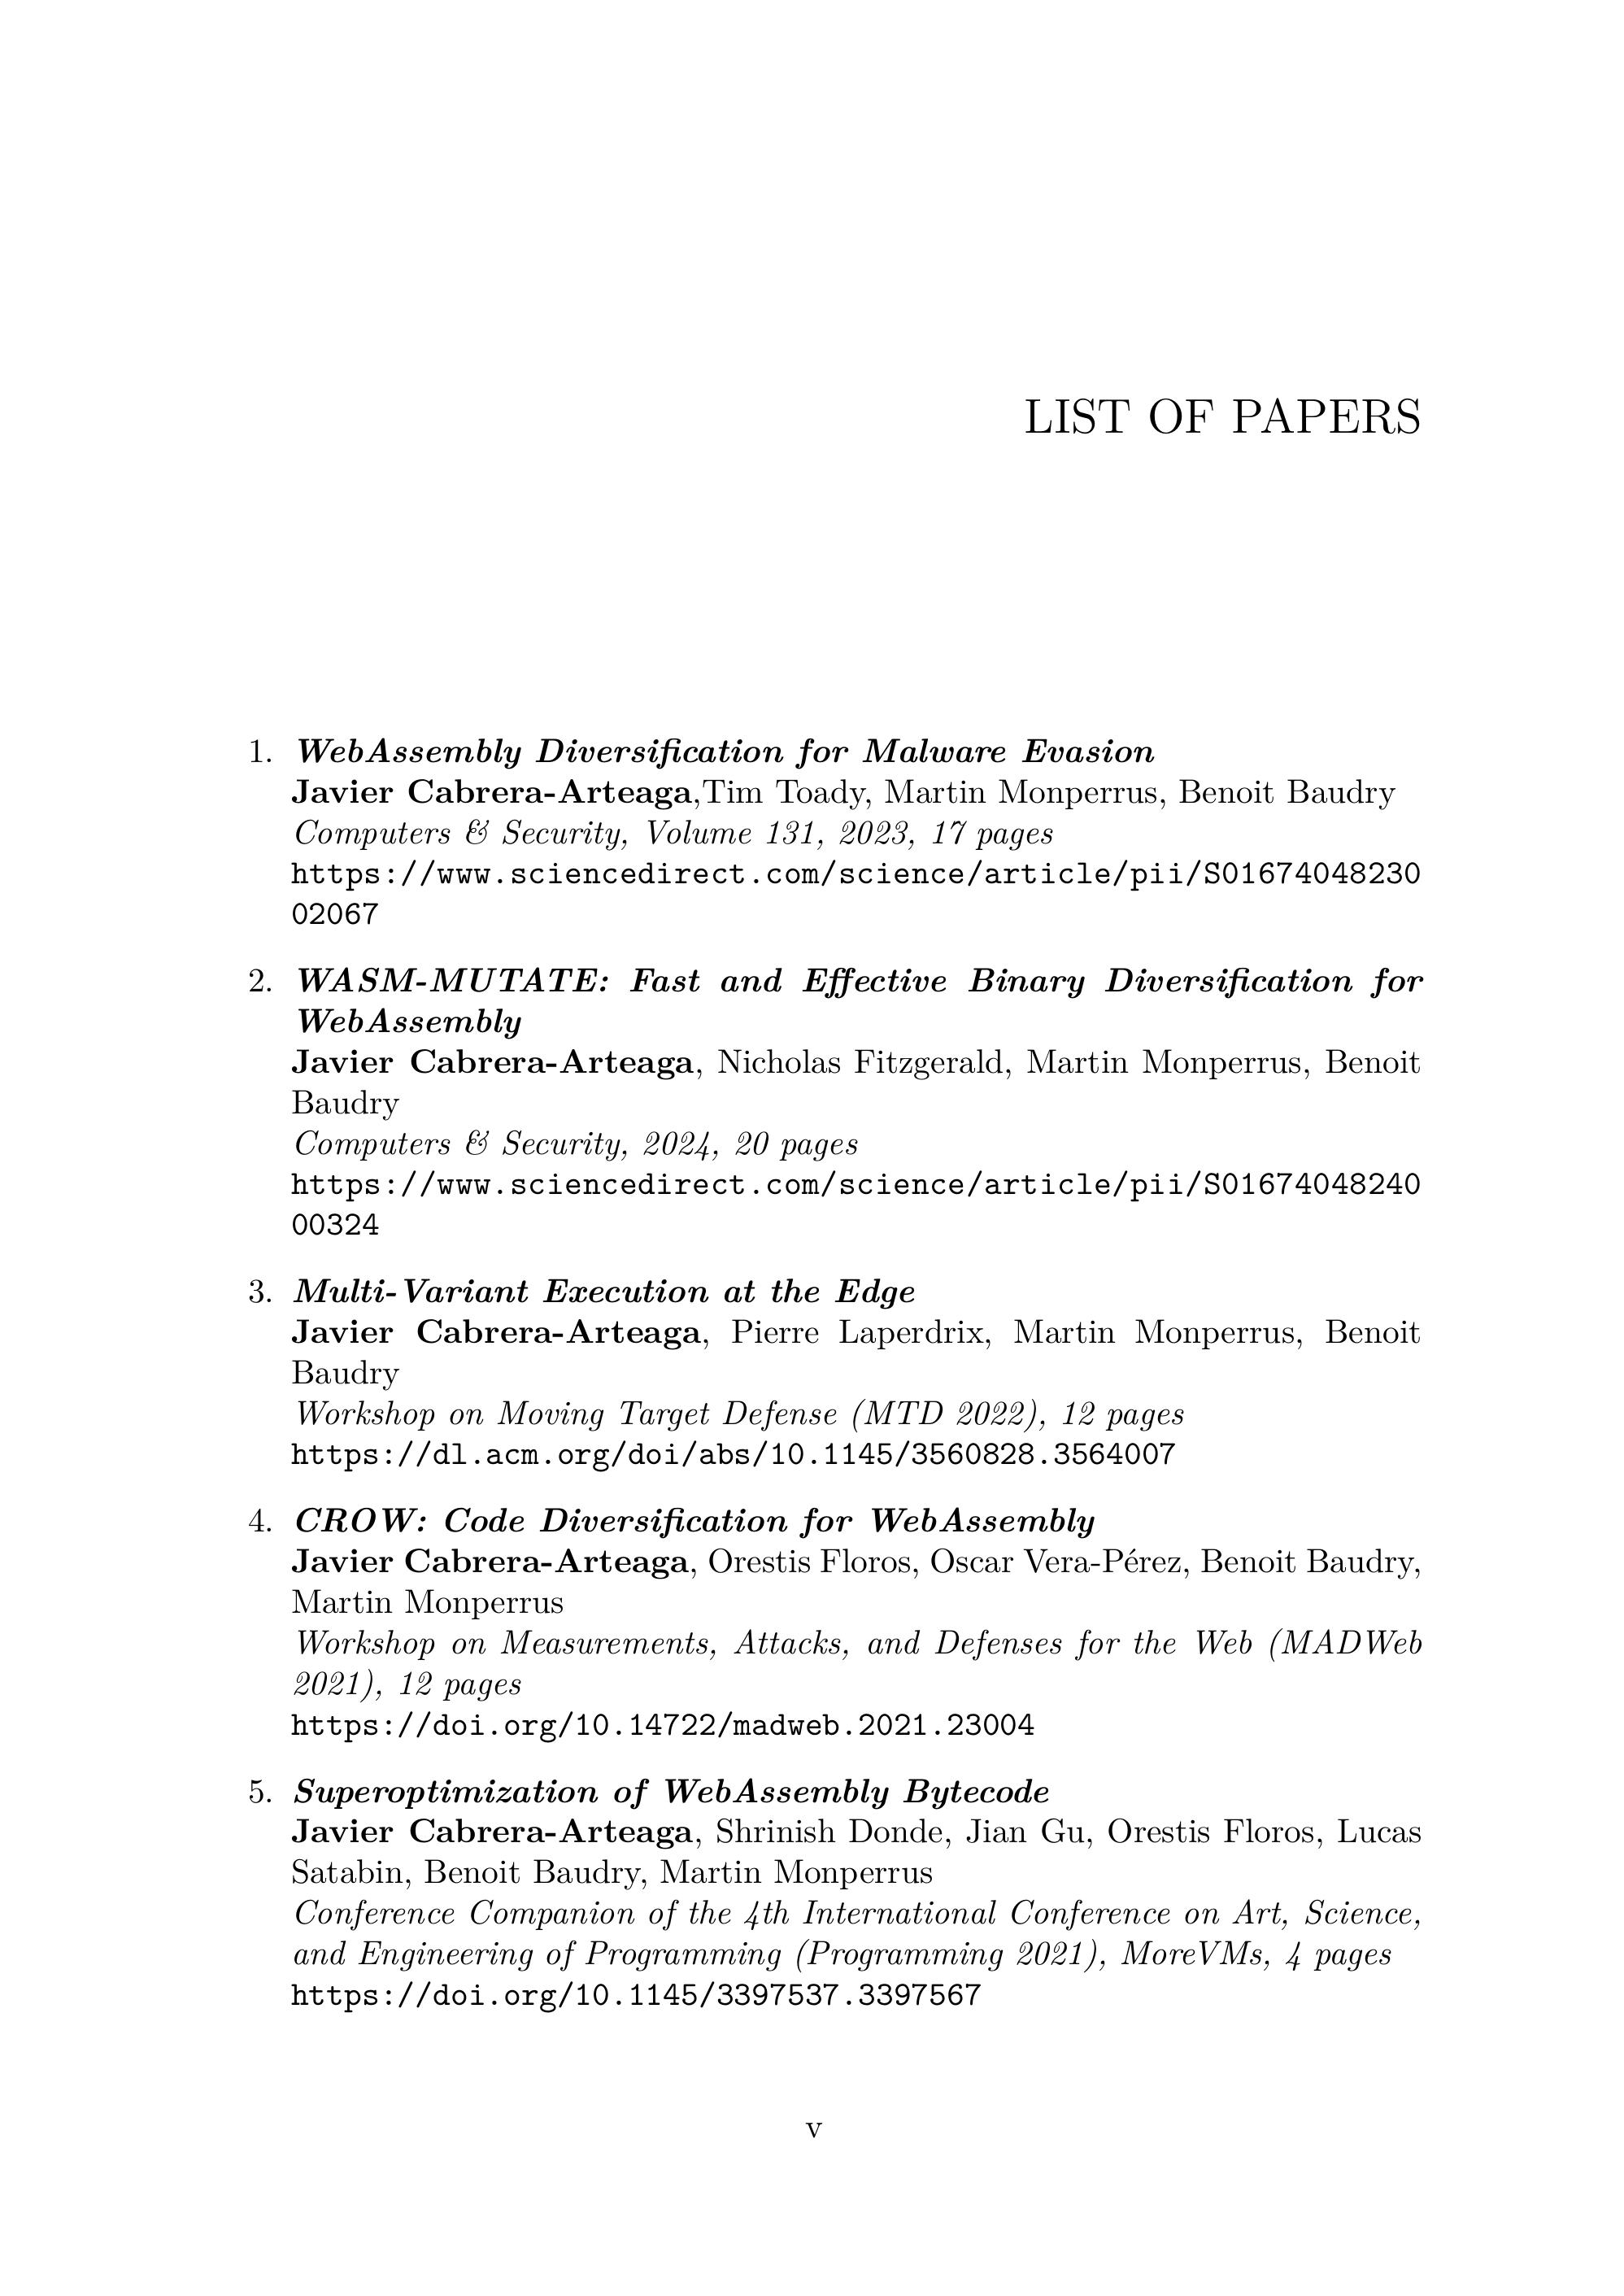 LIST OF PAPERS
1. WebAssembly Diversification for Malware Evasion
Javier Cabrera-Arteaga,Tim Toady, Martin Monperrus, Benoit Baudry
Computers & Security, Volume 131, 2023, 17 pages
https://www.sciencedirect.com/science/article/pii/S01674048230
02067
2. WASM-MUTATE: Fast and Effective Binary Diversification for
WebAssembly
Javier Cabrera-Arteaga, Nicholas Fitzgerald, Martin Monperrus, Benoit
Baudry
Computers & Security, 2024, 20 pages
https://www.sciencedirect.com/science/article/pii/S01674048240
00324
3. Multi-Variant Execution at the Edge
Javier Cabrera-Arteaga, Pierre Laperdrix, Martin Monperrus, Benoit
Baudry
Workshop on Moving Target Defense (MTD 2022), 12 pages
https://dl.acm.org/doi/abs/10.1145/3560828.3564007
4. CROW: Code Diversification for WebAssembly
Javier Cabrera-Arteaga, Orestis Floros, Oscar Vera-Pérez, Benoit Baudry,
Martin Monperrus
Workshop on Measurements, Attacks, and Defenses for the Web (MADWeb
2021), 12 pages
https://doi.org/10.14722/madweb.2021.23004
5. Superoptimization of WebAssembly Bytecode
Javier Cabrera-Arteaga, Shrinish Donde, Jian Gu, Orestis Floros, Lucas
Satabin, Benoit Baudry, Martin Monperrus
Conference Companion of the 4th International Conference on Art, Science,
and Engineering of Programming (Programming 2021), MoreVMs, 4 pages
https://doi.org/10.1145/3397537.3397567
v